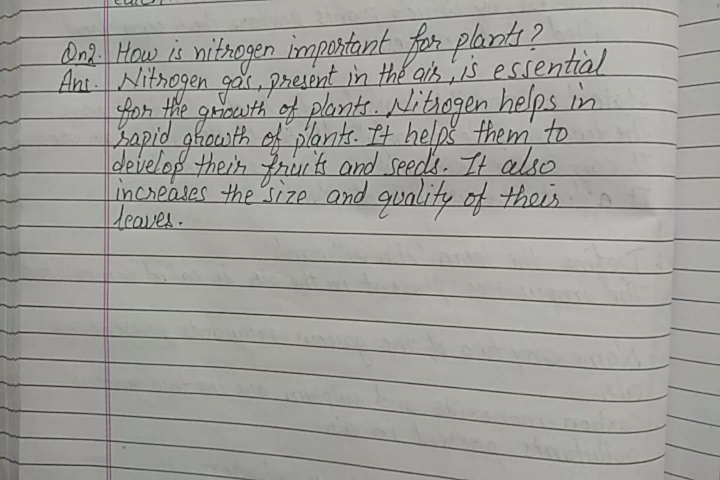 Qn2. How is nitrogen important for plants?
Ans. Nitrogen gas, present in the air, is essential
for the growth of plants. Nitrogen helps in
rapid growth of plants. It helps them to
develop their fruits and seeds. It also
increases the size and quality of their
leaves.